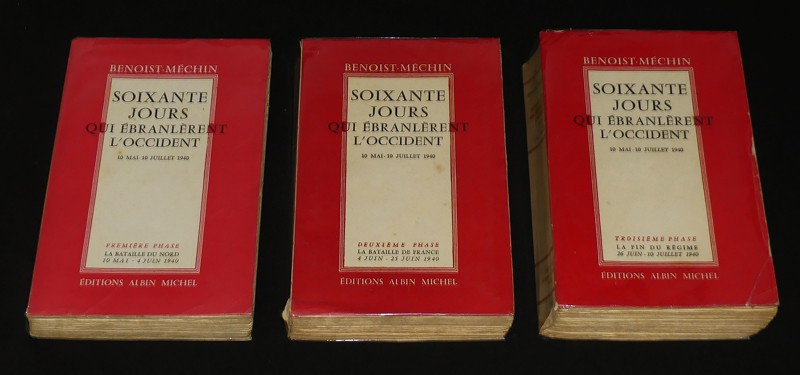 BENOIST-MÉCHIN
SOIXANTE
JOURS
QUI ÉBRANLÈRENT
L'OCCIDENT
10 MAI-10 JUILLET 1940
PREMIÈRE PHASE
LA BATAILLE DU NORD
10 MAI - 4 JUIN 1940
ÉDITIONS ALBIN MICHEL
BENOIST-MÉCHIN
SOIXANTE
JOURS
QUI ÉBRANLÈRENT
L'OCCIDENT
10 MAI-10 JUILLET 1940
DEUXIÈME PHASE
LA BATAILLE DE FRANCE
4 JUIN - 25 JUIN 1940
ÉDITIONS ALBIN MICHEL
BENOIST-MÉCHIN
SOIXANTE
JOURS
QUI ÉBRANLÈRENT
L'OCCIDENT
10 MAI-10 JUILLET 1940
TROISIÈME PHASE
LA FIN DU RÉGIME
26 JUIN - 10 JUILLET 1940
ÉDITIONS ALBIN MICHEL